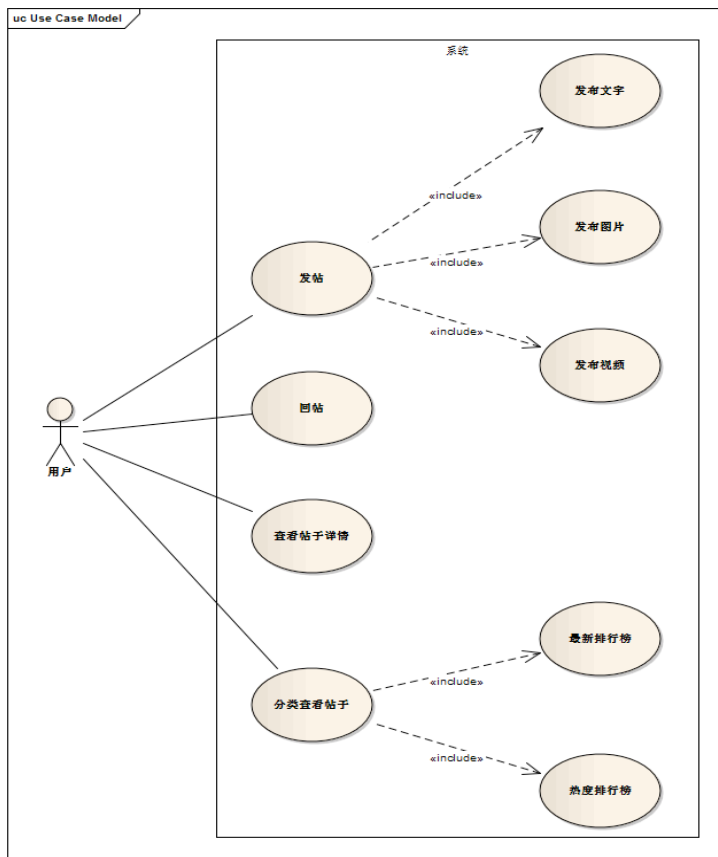 uc Use Case Model
系统
发布文字
«include»
发布图片
«include»
发帖
«include»
发布视频
回帖
用户
查看帖子详情
最新排行榜
«include»
分类查看帖子
«include»
热度排行榜